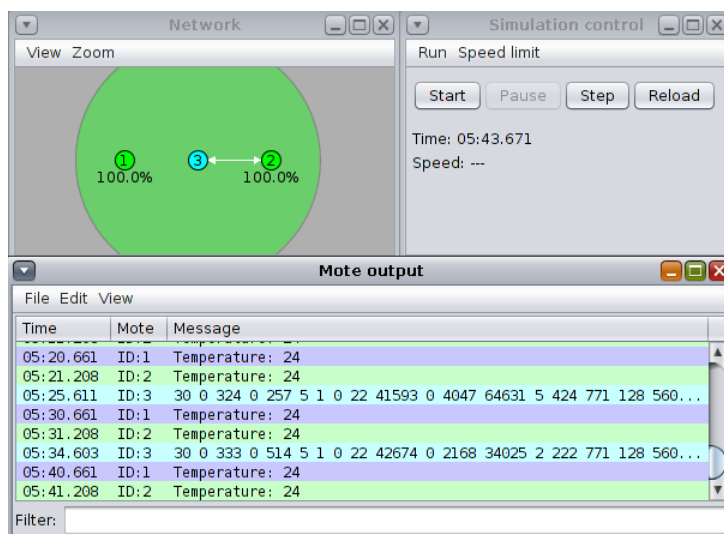 Network
View Zoom
1 3 2
100.0% 100.0%
Simulation control
Run Speed limit
Start Pause Step Reload
Time: 05:43.671
Speed: ---
Mote output
File Edit View
Time Mote Message
05:20.661 ID:1 Temperature: 24
05:21.208 ID:2 Temperature: 24
05:25.611 ID:3 30 0 324 0 257 5 1 0 22 41593 0 4047 64631 5 424 771 128 560...
05:30.661 ID:1 Temperature: 24
05:31.208 ID:2 Temperature: 24
05:34.603 ID:3 30 0 333 0 514 5 1 0 22 42674 0 2168 34025 2 222 771 128 560...
05:40.661 ID:1 Temperature: 24
05:41.208 ID:2 Temperature: 24
Filter: